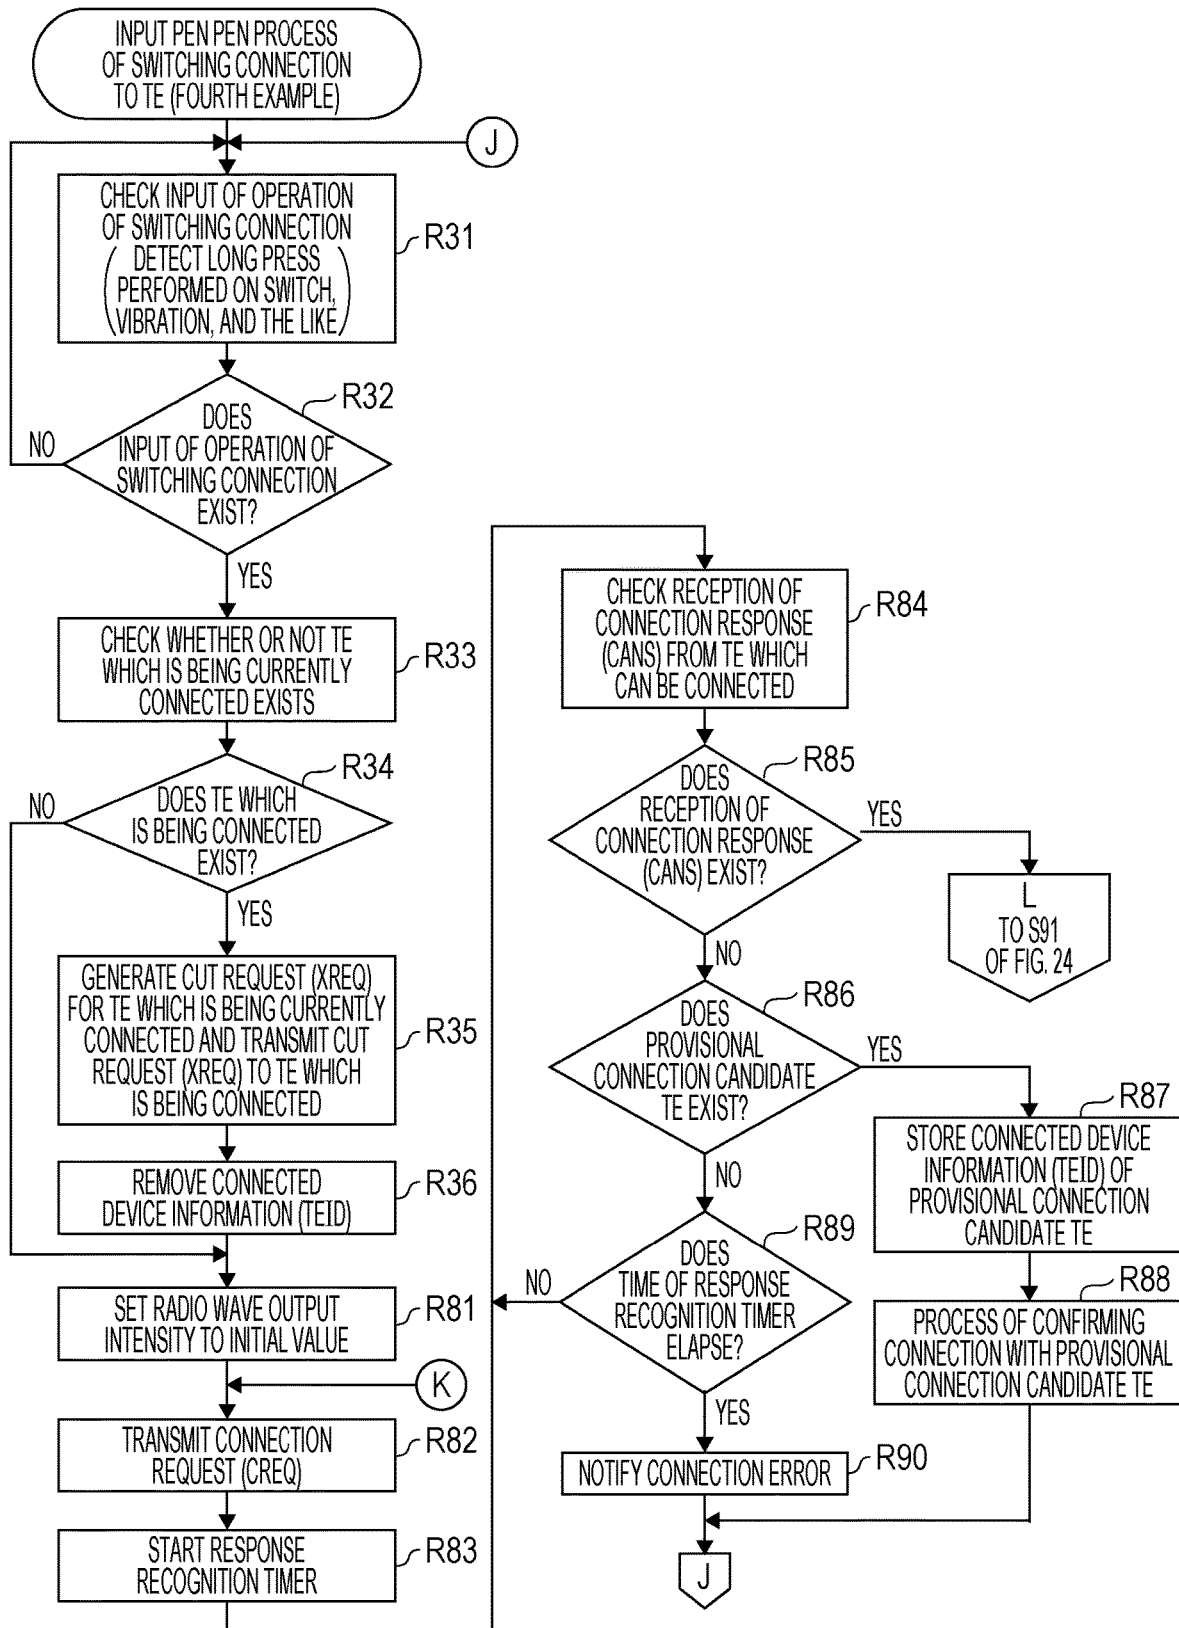 INPUT PEN PEN PROCESS
OF SWITCHING CONNECTION
TO TE (FOURTH EXAMPLE)
J
CHECK INPUT OF OPERATION
OF SWITCHING CONNECTION
( DETECT LONG PRESS
PERFORMED ON SWITCH,
VIBRATION, AND THE LIKE )
R31
R32
DOES
INPUT OF OPERATION OF
SWITCHING CONNECTION
EXIST?
NO
YES
CHECK WHETHER OR NOT TE
WHICH IS BEING CURRENTLY
CONNECTED EXISTS
R33
R34
DOES TE WHICH
IS BEING CONNECTED
EXIST?
NO
YES
GENERATE CUT REQUEST (XREQ)
FOR TE WHICH IS BEING CURRENTLY
CONNECTED AND TRANSMIT CUT
REQUEST (XREQ) TO TE WHICH
IS BEING CONNECTED
R35
REMOVE CONNECTED
DEVICE INFORMATION (TEID)
R36
SET RADIO WAVE OUTPUT
INTENSITY TO INITIAL VALUE
R81
K
TRANSMIT CONNECTION
REQUEST (CREQ)
R82
START RESPONSE
RECOGNITION TIMER
R83
CHECK RECEPTION OF
CONNECTION RESPONSE
(CANS) FROM TE WHICH
CAN BE CONNECTED
R84
R85
DOES
RECEPTION OF
CONNECTION RESPONSE
(CANS) EXIST?
YES
NO
L
TO S91
OF FIG. 24
R86
DOES
PROVISIONAL
CONNECTION CANDIDATE
TE EXIST?
YES
NO
R87
STORE CONNECTED DEVICE
INFORMATION (TEID) OF
PROVISIONAL CONNECTION
CANDIDATE TE
R88
PROCESS OF CONFIRMING
CONNECTION WITH PROVISIONAL
CONNECTION CANDIDATE TE
R89
DOES
TIME OF RESPONSE
RECOGNITION TIMER
ELAPSE?
NO
YES
NOTIFY CONNECTION ERROR
R90
J